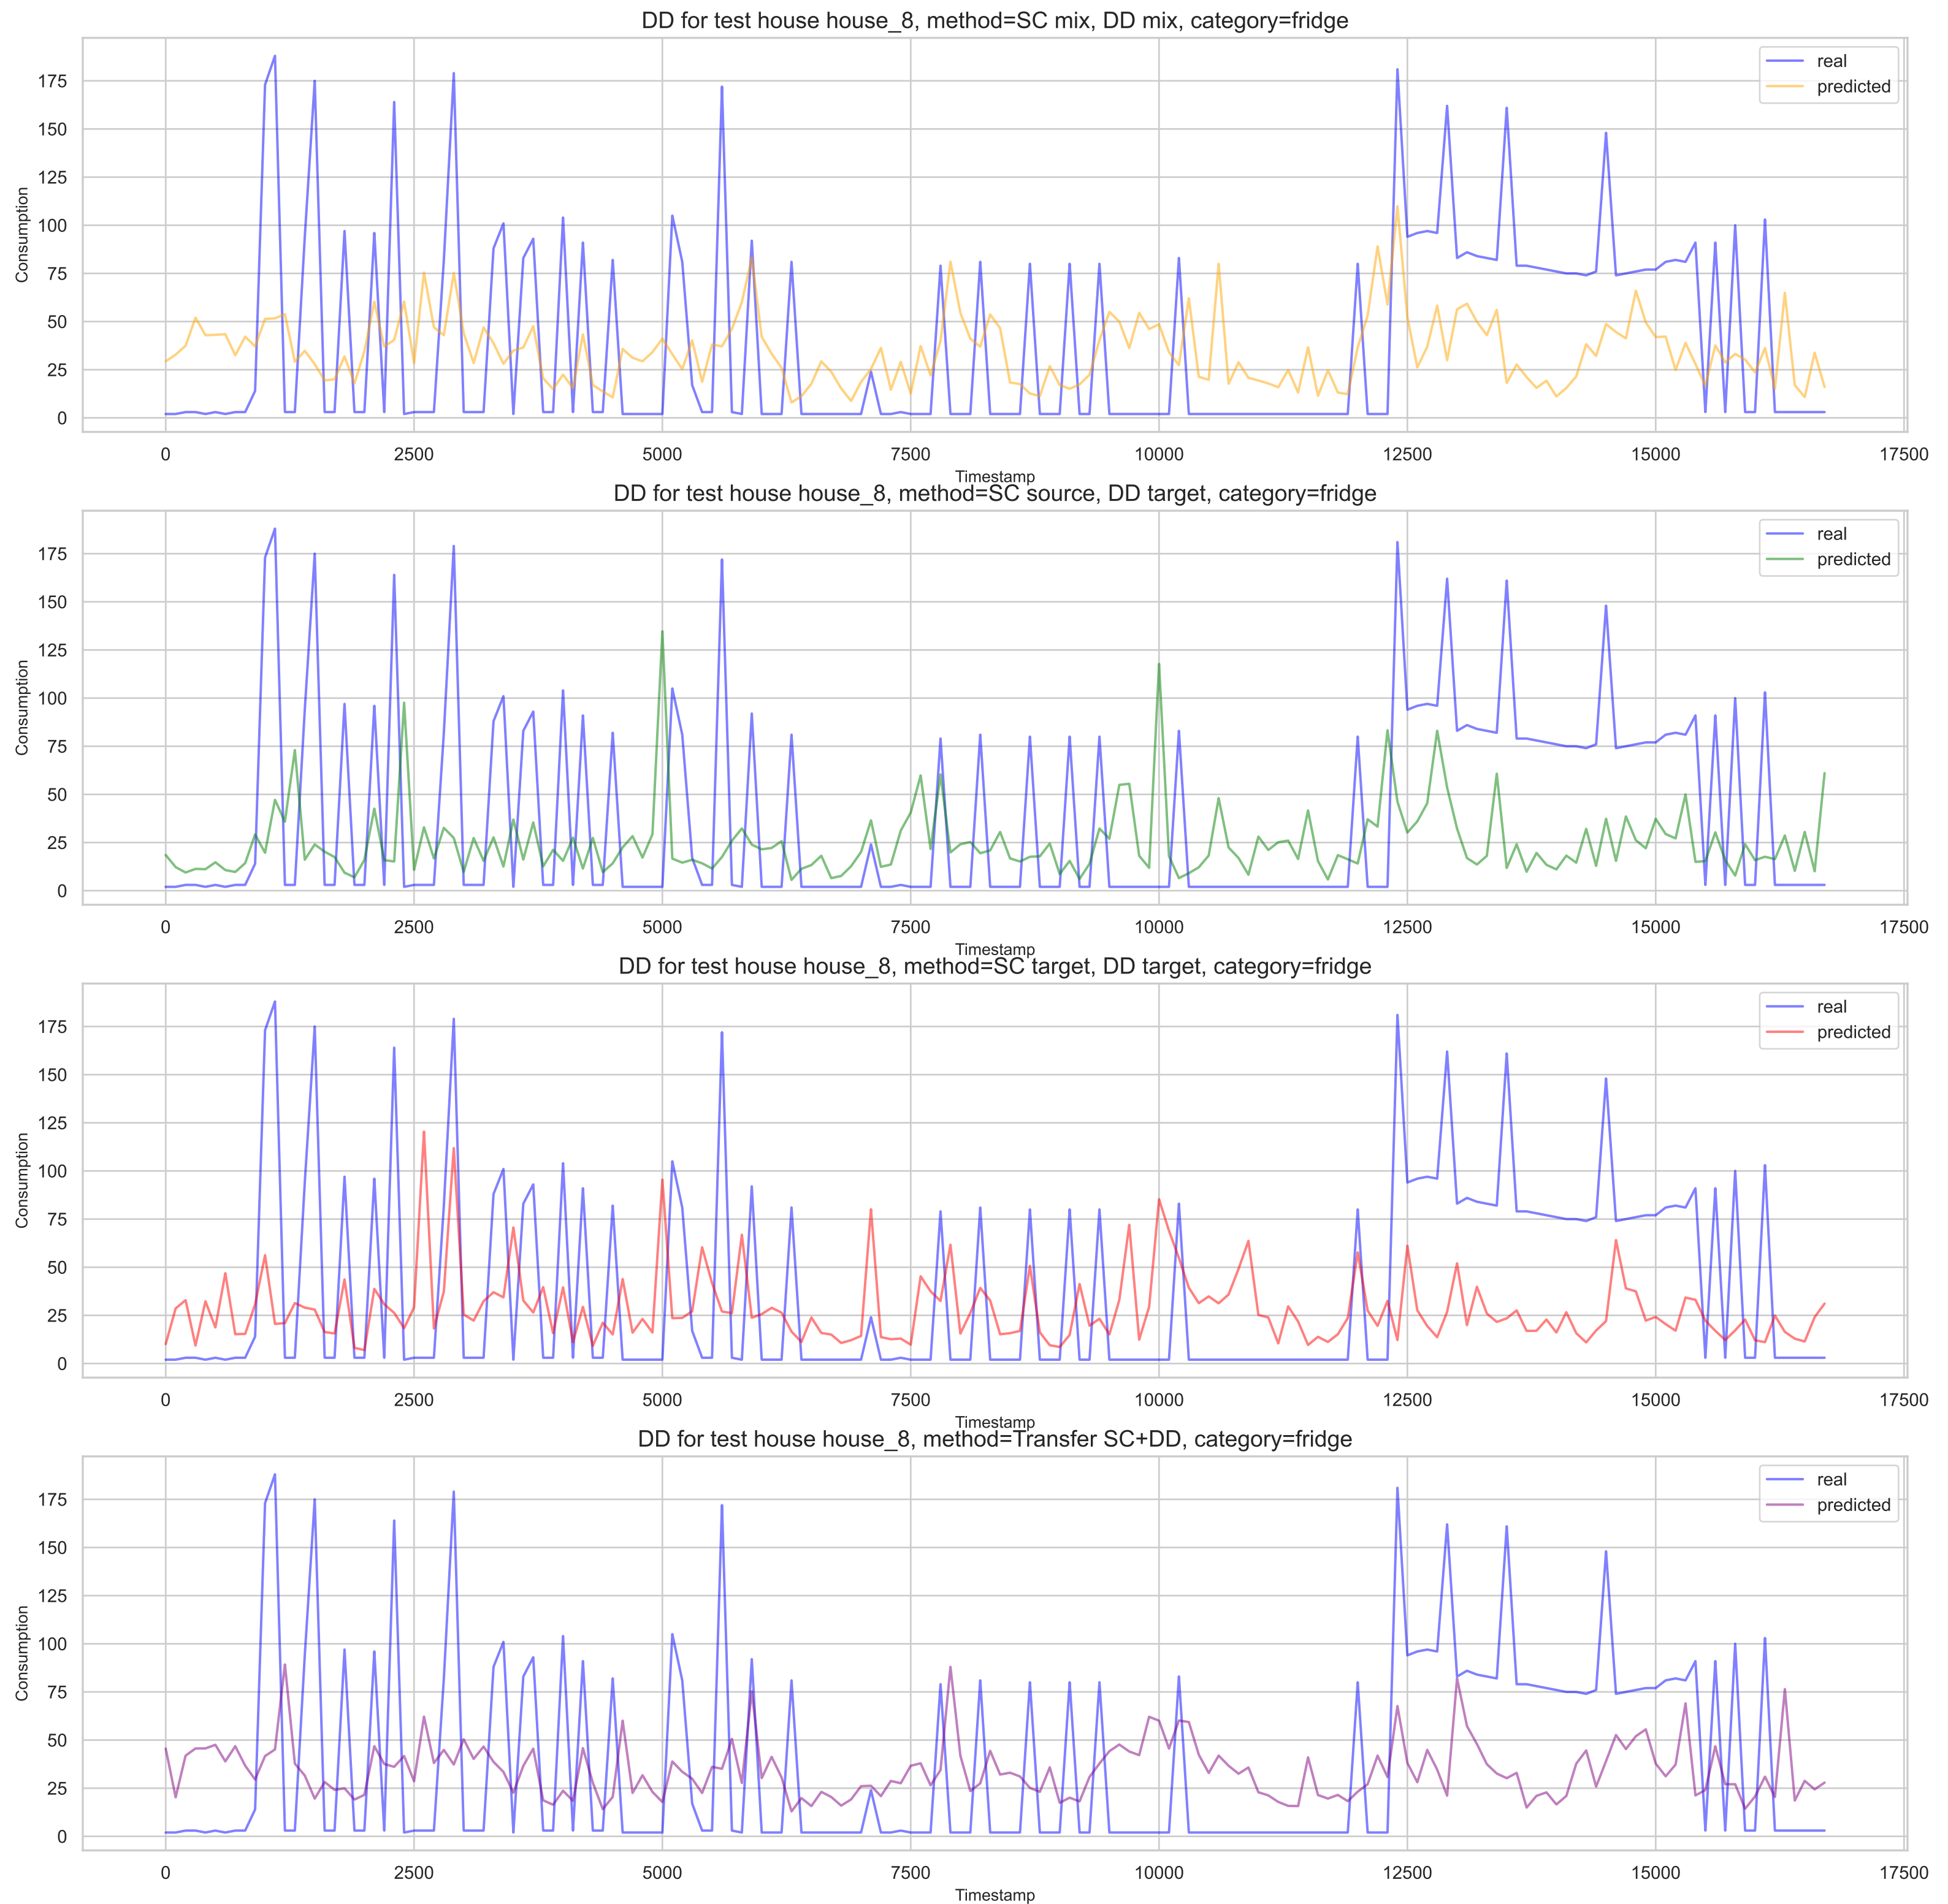 DD for test house house_8, method=SC mix, DD mix, category=fridge
real
predicted
175
150
125
100
75
50
25
0
Consumption
0 2500 5000 7500 10000 12500 15000 17500
Timestamp
DD for test house house_8, method=SC source, DD target, category=fridge
real
predicted
175
150
125
100
75
50
25
0
Consumption
0 2500 5000 7500 10000 12500 15000 17500
Timestamp
DD for test house house_8, method=SC target, DD target, category=fridge
real
predicted
175
150
125
100
75
50
25
0
Consumption
0 2500 5000 7500 10000 12500 15000 17500
Timestamp
DD for test house house_8, method=Transfer SC+DD, category=fridge
real
predicted
175
150
125
100
75
50
25
0
Consumption
0 2500 5000 7500 10000 12500 15000 17500
Timestamp